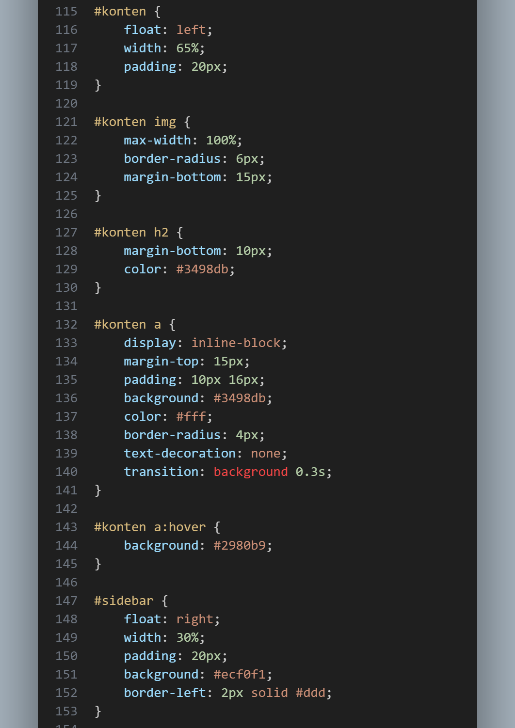 115 #konten {
116     float: left;
117     width: 65%;
118     padding: 20px;
119 }
120
121 #konten img {
122     max-width: 100%;
123     border-radius: 6px;
124     margin-bottom: 15px;
125 }
126
127 #konten h2 {
128     margin-bottom: 10px;
129     color: #3498db;
130 }
131
132 #konten a {
133     display: inline-block;
134     margin-top: 15px;
135     padding: 10px 16px;
136     background: #3498db;
137     color: #fff;
138     border-radius: 4px;
139     text-decoration: none;
140     transition: background 0.3s;
141 }
142
143 #konten a:hover {
144     background: #2980b9;
145 }
146
147 #sidebar {
148     float: right;
149     width: 30%;
150     padding: 20px;
151     background: #ecf0f1;
152     border-left: 2px solid #ddd;
153 }